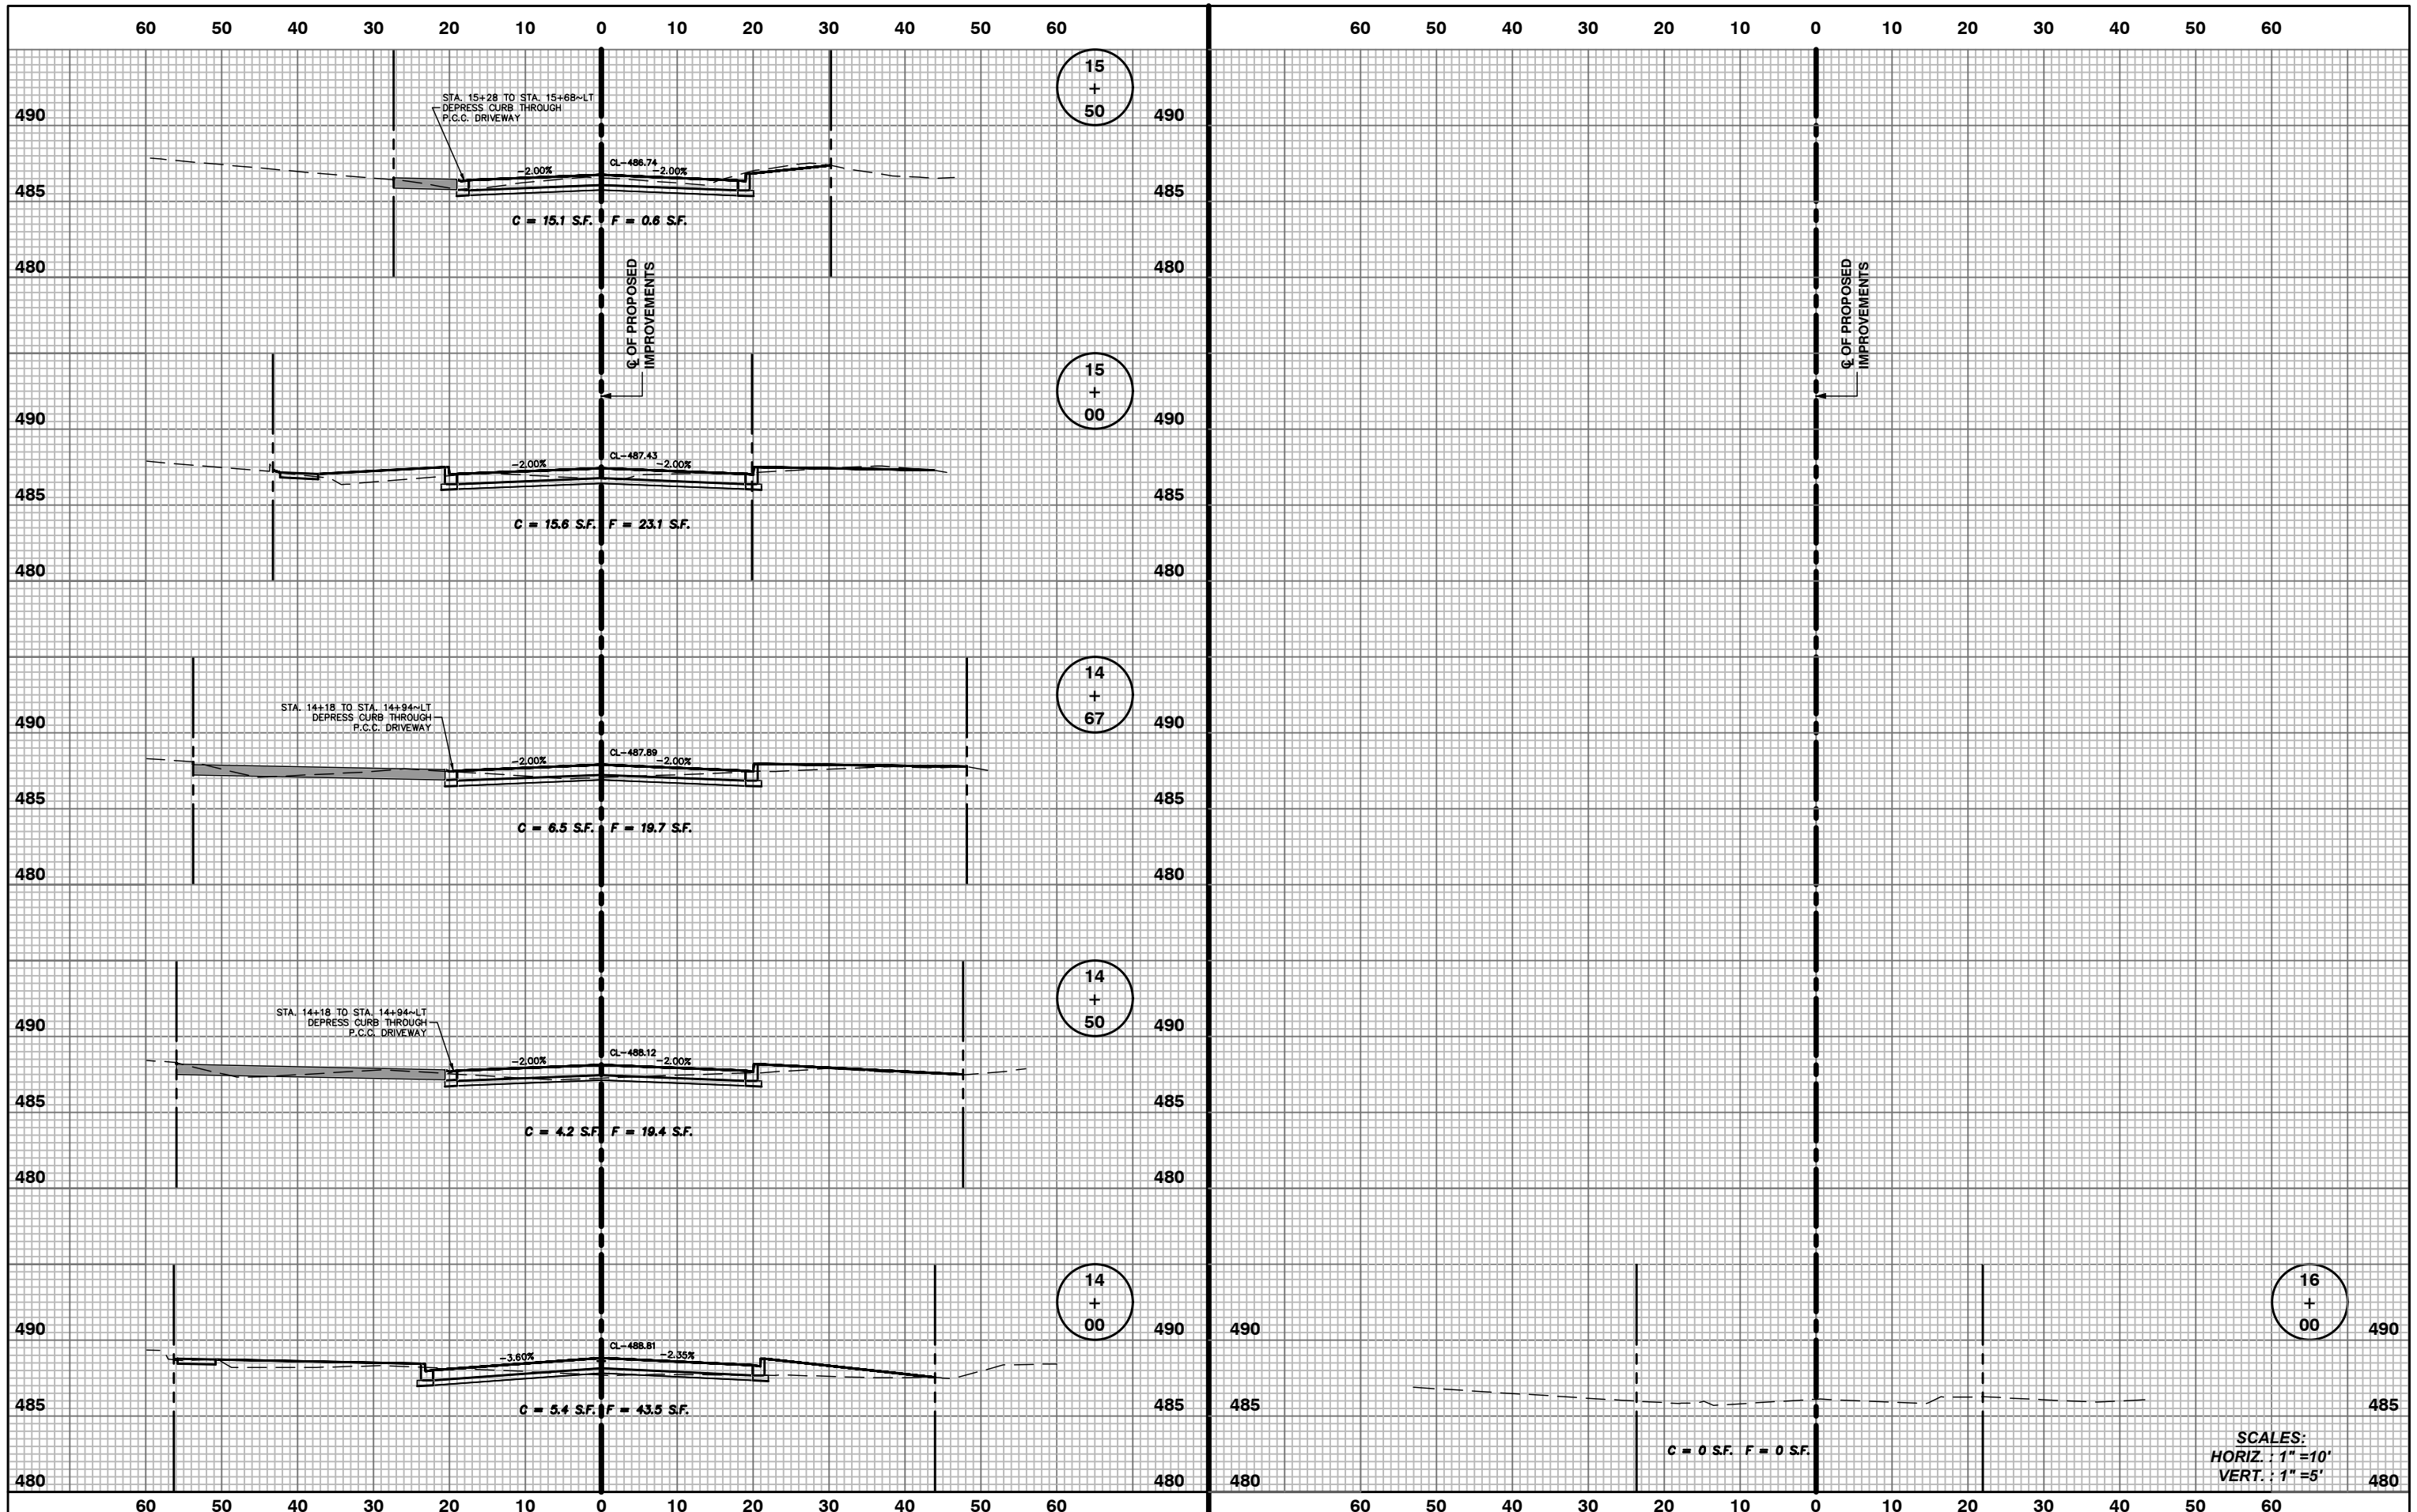 60 50 40 30 20 10 0 10 20 30 40 50 60
60 50 40 30 20 10 0 10 20 30 40 50 60
15
+
50
STA. 15+28 TO STA. 15+68~LT
DEPRESS CURB THROUGH
P.C.C. DRIVEWAY
490 490
CL-486.74
-2.00% -2.00%
485 485
C = 15.1 S.F. F = 0.6 S.F.
480 480
℄ OF PROPOSED
IMPROVEMENTS
℄ OF PROPOSED
IMPROVEMENTS
15
+
00
490 490
CL-487.43
-2.00% -2.00%
485 485
C = 15.6 S.F. F = 23.1 S.F.
480 480
14
+
67
STA. 14+18 TO STA. 14+94~LT
DEPRESS CURB THROUGH
P.C.C. DRIVEWAY
490 490
CL-487.89
-2.00% -2.00%
485 485
C = 6.5 S.F. F = 19.7 S.F.
480 480
14
+
50
STA. 14+18 TO STA. 14+94~LT
DEPRESS CURB THROUGH
P.C.C. DRIVEWAY
490 490
CL-488.12
-2.00% -2.00%
485 485
C = 4.2 S.F. F = 19.4 S.F.
480 480
14
+
00
490 490
CL-488.81
-3.60% -2.35%
485 485
C = 5.4 S.F. F = 43.5 S.F.
480 480
60 50 40 30 20 10 0 10 20 30 40 50 60
16
+
00
490 490
485 485
C = 0 S.F. F = 0 S.F.
SCALES:
HORIZ. : 1" =10'
VERT. : 1" =5'
480 480
60 50 40 30 20 10 0 10 20 30 40 50 60